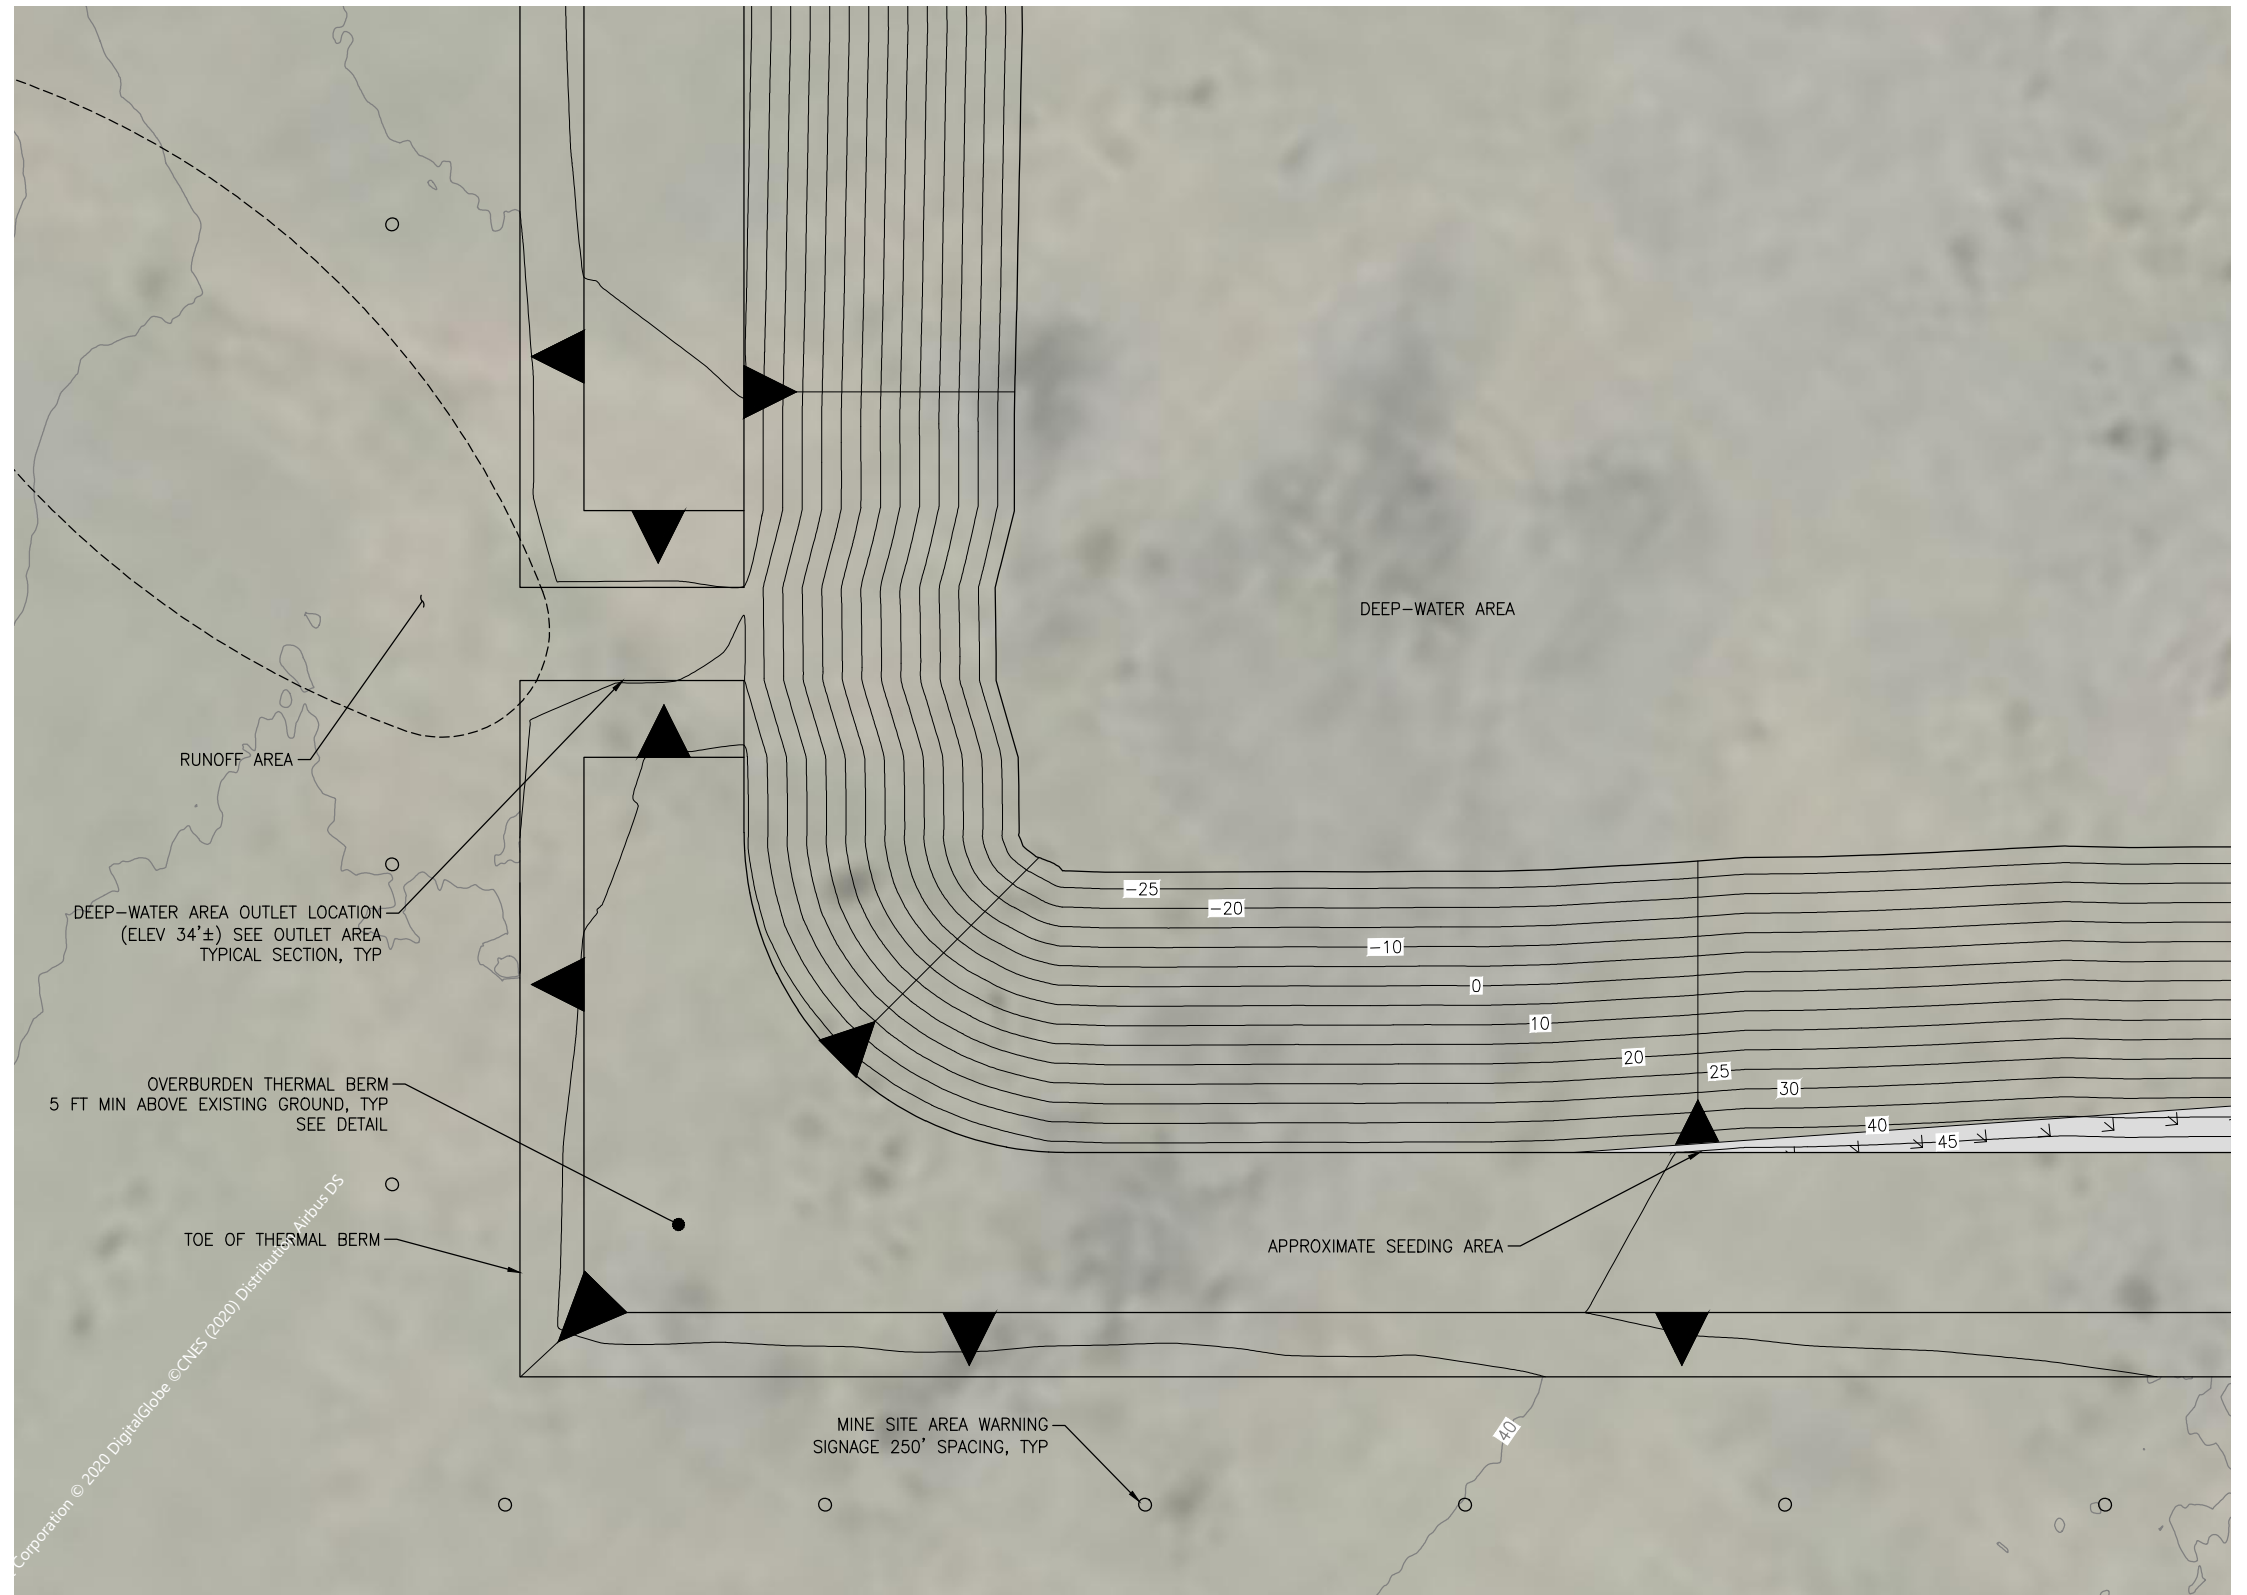 DEEP-WATER AREA
RUNOFF AREA
DEEP-WATER AREA OUTLET LOCATION
(ELEV 34'±) SEE OUTLET AREA
TYPICAL SECTION, TYP
-25
-20
-10
0
10
20
25
30
40
45
OVERBURDEN THERMAL BERM
5 FT MIN ABOVE EXISTING GROUND, TYP
SEE DETAIL
TOE OF THERMAL BERM
APPROXIMATE SEEDING AREA
MINE SITE AREA WARNING
SIGNAGE 250' SPACING, TYP
40
Corporation © 2020 DigitalGlobe ©CNES (2020) Distribution Airbus DS